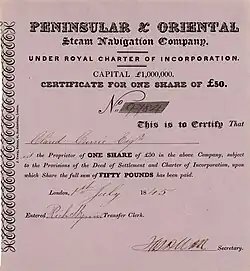 PENINSULAR & ORIENTAL
Steam Navigation Company,
UNDER ROYAL CHARTER OF INCORPORATION.
CAPITAL £1,000,000.
CERTIFICATE FOR ONE SHARE OF £50.
No.
This is to Certify That
Esqre
is the Proprietor of ONE SHARE of £50 in the above Company, subject
to the Provisions of the Deed of Settlement and Charter of Incorporation, upon
which Share the full sum of FIFTY POUNDS has been paid.
London, 1st July 1845
Entered, Transfer Clerk.
Secretary.